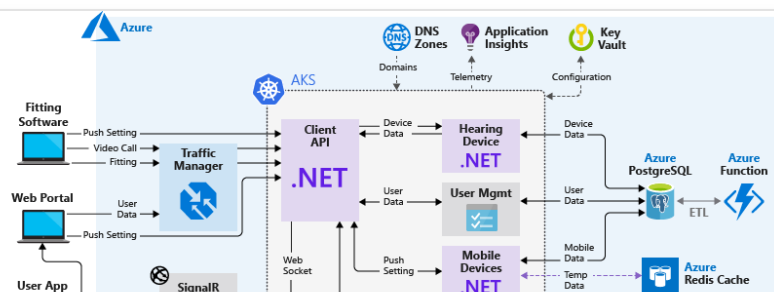 Azure
DNS
Zones
Application
Insights
Key
Vault
Domains
Telemetry
Configuration
AKS
Fitting
Software
Push Setting
Video Call
Fitting
Traffic
Manager
Client
API
.NET
Device
Data
Hearing
Device
.NET
Device
Data
Azure
PostgreSQL
Azure
Function
Web Portal
User
Data
Push Setting
User
Data
User Mgmt
User
Data
ETL
Web
Socket
Push
Setting
Mobile
Devices
.NET
Mobile
Data
Temp
Data
Azure
Redis Cache
User App
SignalR